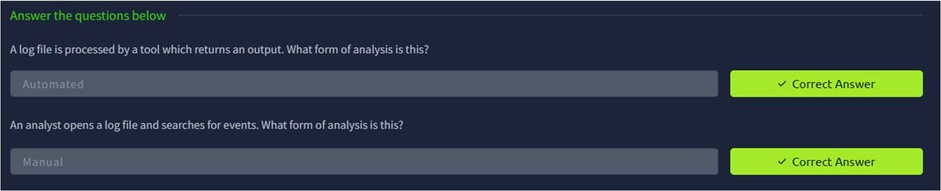 Answer the questions below
A log file is processed by a tool which returns an output. What form of analysis is this?
Automated
✓ Correct Answer
An analyst opens a log file and searches for events. What form of analysis is this?
Manual
✓ Correct Answer